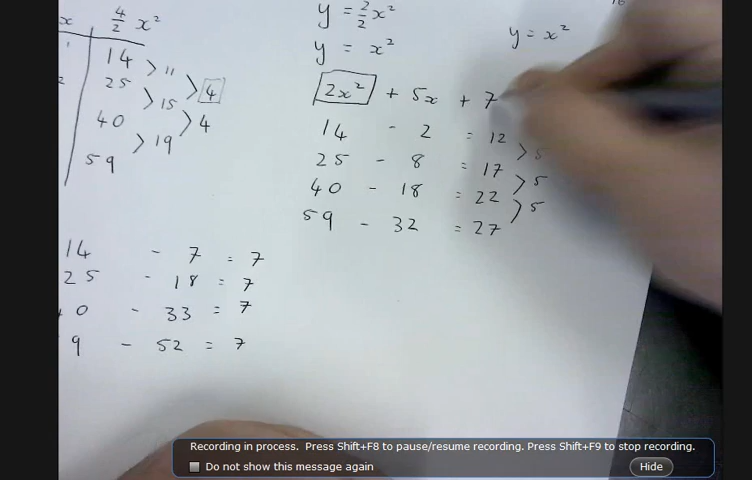 x 4/2 x²
1 14 > 11
2 25 > 15 > 4
40 > 19 > 4
59
14 - 7 = 7
25 - 18 = 7
0 - 33 = 7
9 - 52 = 7
y = 2/2 x²
y = x²
y = x²
2x² + 5x + 7
14 - 2 = 12
25 - 8 = 17 > 5
40 - 18 = 22 > 5
59 - 32 = 27 > 5
Recording in process. Press Shift+F8 to pause/resume recording. Press Shift+F9 to stop recording.
Do not show this message again
Hide